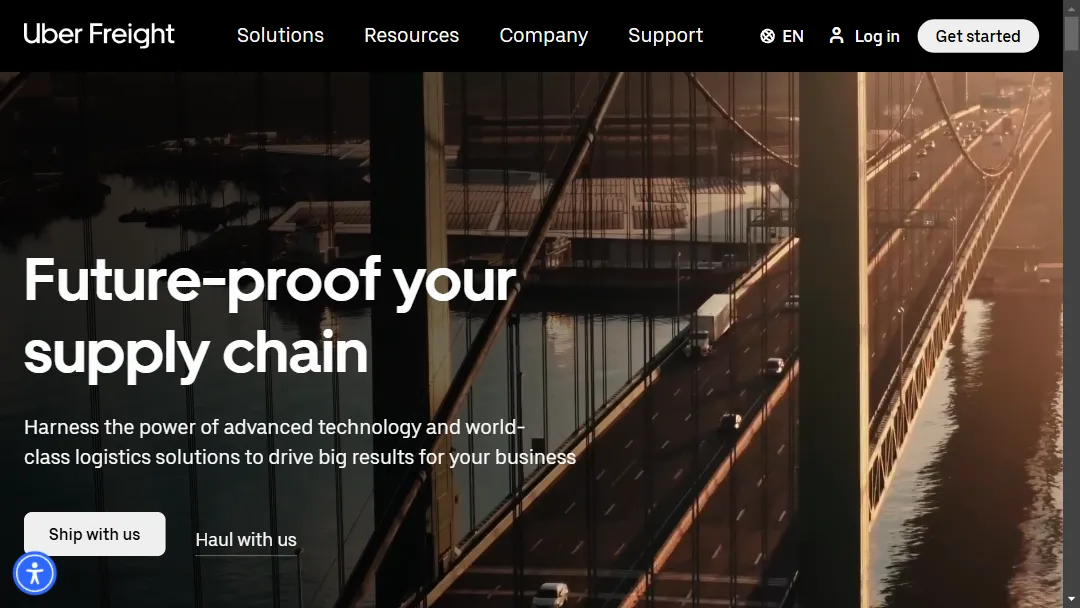 Uber Freight
Solutions
Resources
Company
Support
EN
Log in
Get started
Future-proof your
supply chain
Harness the power of advanced technology and world-
class logistics solutions to drive big results for your business
Ship with us
Haul with us